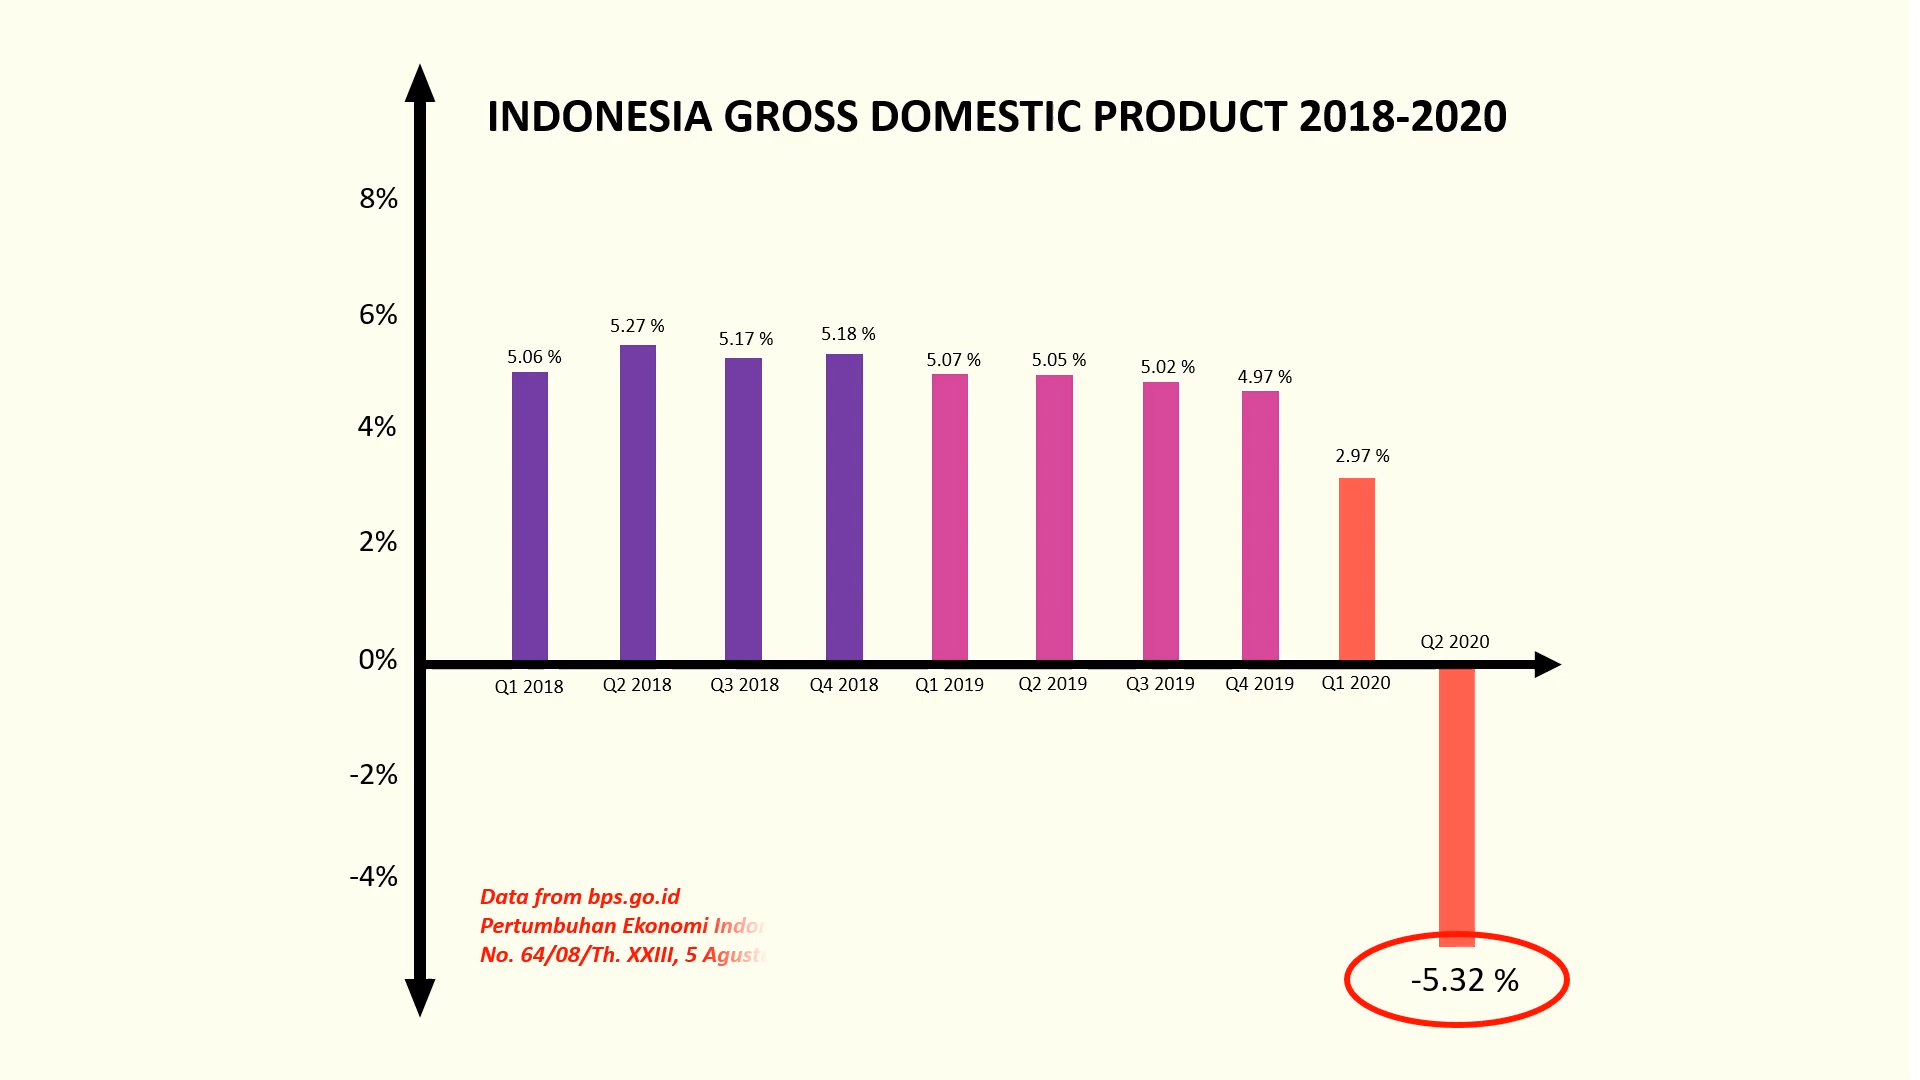 INDONESIA GROSS DOMESTIC PRODUCT 2018-2020
8%
6%
4%
2%
0%
-2%
-4%
5.06 %
5.27 %
5.17 %
5.18 %
5.07 %
5.05 %
5.02 %
4.97 %
2.97 %
Q1 2018
Q2 2018
Q3 2018
Q4 2018
Q1 2019
Q2 2019
Q3 2019
Q4 2019
Q1 2020
Q2 2020
-5.32 %
Data from bps.go.id
Pertumbuhan Ekonomi
No. 64/08/Th. XXIII, 5